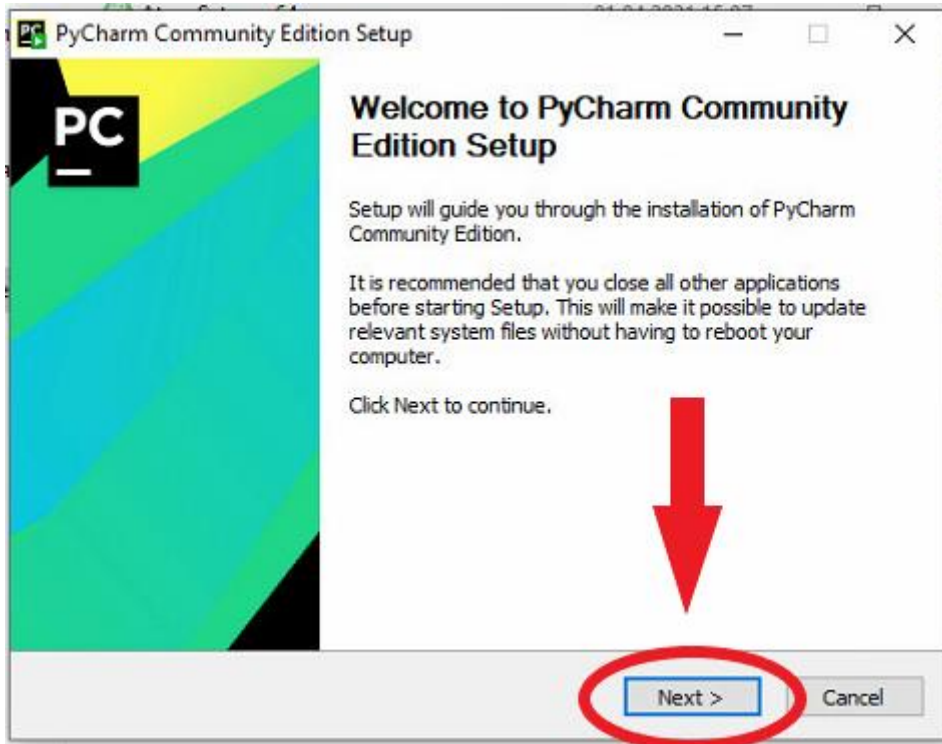 PyCharm Community Edition Setup
PC
Welcome to PyCharm Community
Edition Setup
Setup will guide you through the installation of PyCharm
Community Edition.
It is recommended that you close all other applications
before starting Setup. This will make it possible to update
relevant system files without having to reboot your
computer.
Click Next to continue.
Next >
Cancel